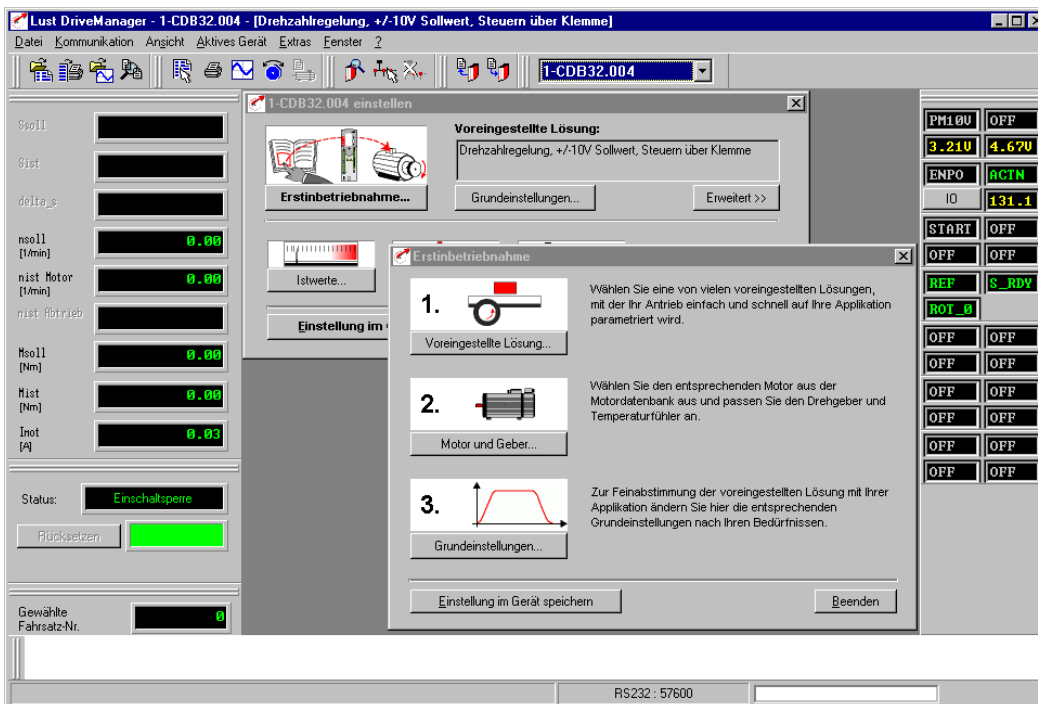 Lust DriveManager - 1-CDB32.004 - [Drehzahlregelung, +/-10V Sollwert, Steuern über Klemme]
Datei Kommunikation Ansicht Aktives Gerät Extras Fenster ?
1-CDB32.004
Ssoll
Sist
delta_s
nsoll
[1/min]
0.00
nist Motor
[1/min]
0.00
nist Abtrieb
Msoll
[Nm]
0.00
Mist
[Nm]
0.00
Imot
[A]
0.03
Status:
Einschaltsperre
Rücksetzen
Gewählte
Fahrsatz-Nr.
0
1-CDB32.004 einstellen
Voreingestellte Lösung:
Drehzahlregelung, +/-10V Sollwert, Steuern über Klemme
Erstinbetriebnahme...
Grundeinstellungen...
Erweitert >>
Istwerte...
Einstellung im
Erstinbetriebnahme
1.
Wählen Sie eine von vielen voreingestellten Lösungen,
mit der Ihr Antrieb einfach und schnell auf Ihre Applikation
parametriert wird.
Voreingestellte Lösung...
2.
Wählen Sie den entsprechenden Motor aus der
Motordatenbank aus und passen Sie den Drehgeber und
Temperaturfühler an.
Motor und Geber...
3.
Zur Feinabstimmung der voreingestellten Lösung mit Ihrer
Applikation ändern Sie hier die entsprechenden
Grundeinstellungen nach Ihren Bedürfnissen.
Grundeinstellungen...
Einstellung im Gerät speichern
Beenden
PM10U OFF
3.21V 4.67V
ENPO ACTN
IO 131.1
START OFF
OFF OFF
REF S_RDY
ROT_0
OFF OFF
OFF OFF
OFF OFF
OFF OFF
OFF OFF
OFF OFF
RS232 : 57600